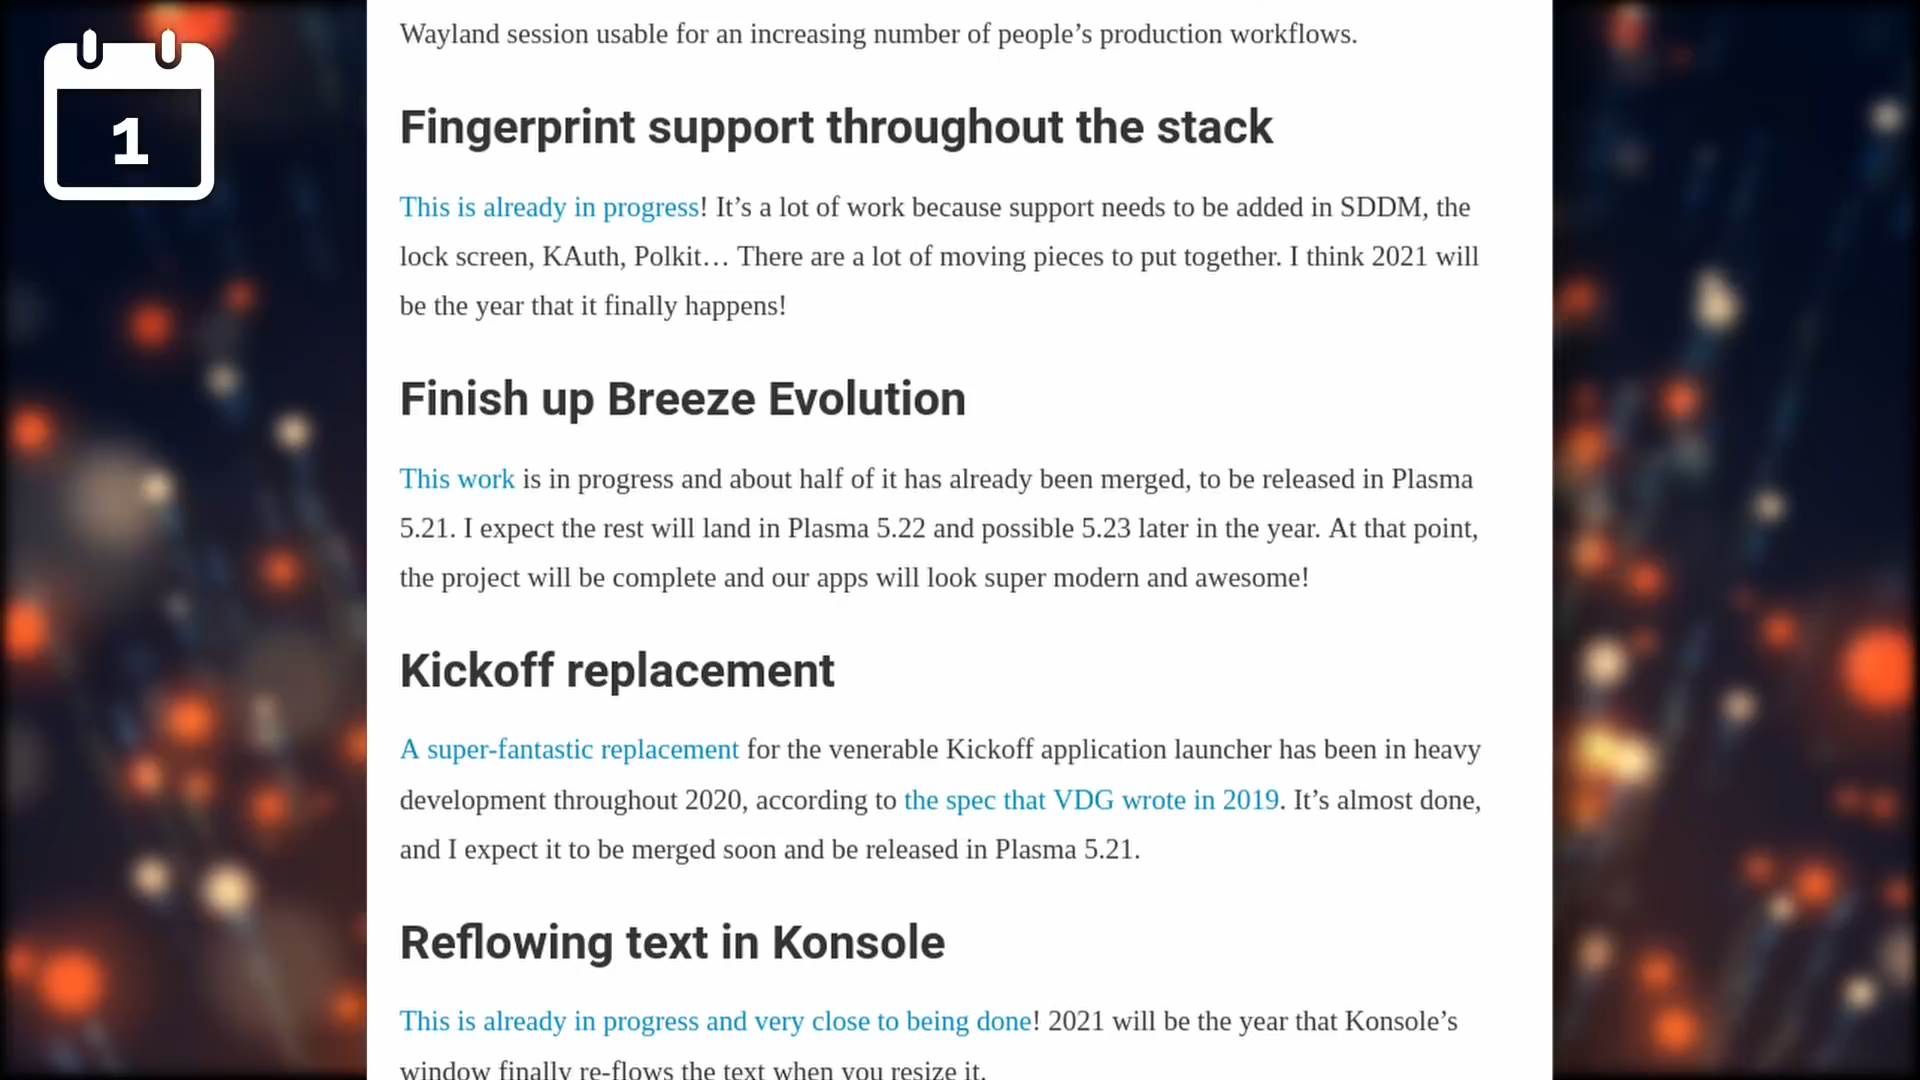 1
Wayland session usable for an increasing number of people’s production workflows.
Fingerprint support throughout the stack
This is already in progress! It’s a lot of work because support needs to be added in SDDM, the
lock screen, KAuth, Polkit… There are a lot of moving pieces to put together. I think 2021 will
be the year that it finally happens!
Finish up Breeze Evolution
This work is in progress and about half of it has already been merged, to be released in Plasma
5.21. I expect the rest will land in Plasma 5.22 and possible 5.23 later in the year. At that point,
the project will be complete and our apps will look super modern and awesome!
Kickoff replacement
A super-fantastic replacement for the venerable Kickoff application launcher has been in heavy
development throughout 2020, according to the spec that VDG wrote in 2019. It’s almost done,
and I expect it to be merged soon and be released in Plasma 5.21.
Reflowing text in Konsole
This is already in progress and very close to being done! 2021 will be the year that Konsole’s
window finally re-flows the text when you resize it.